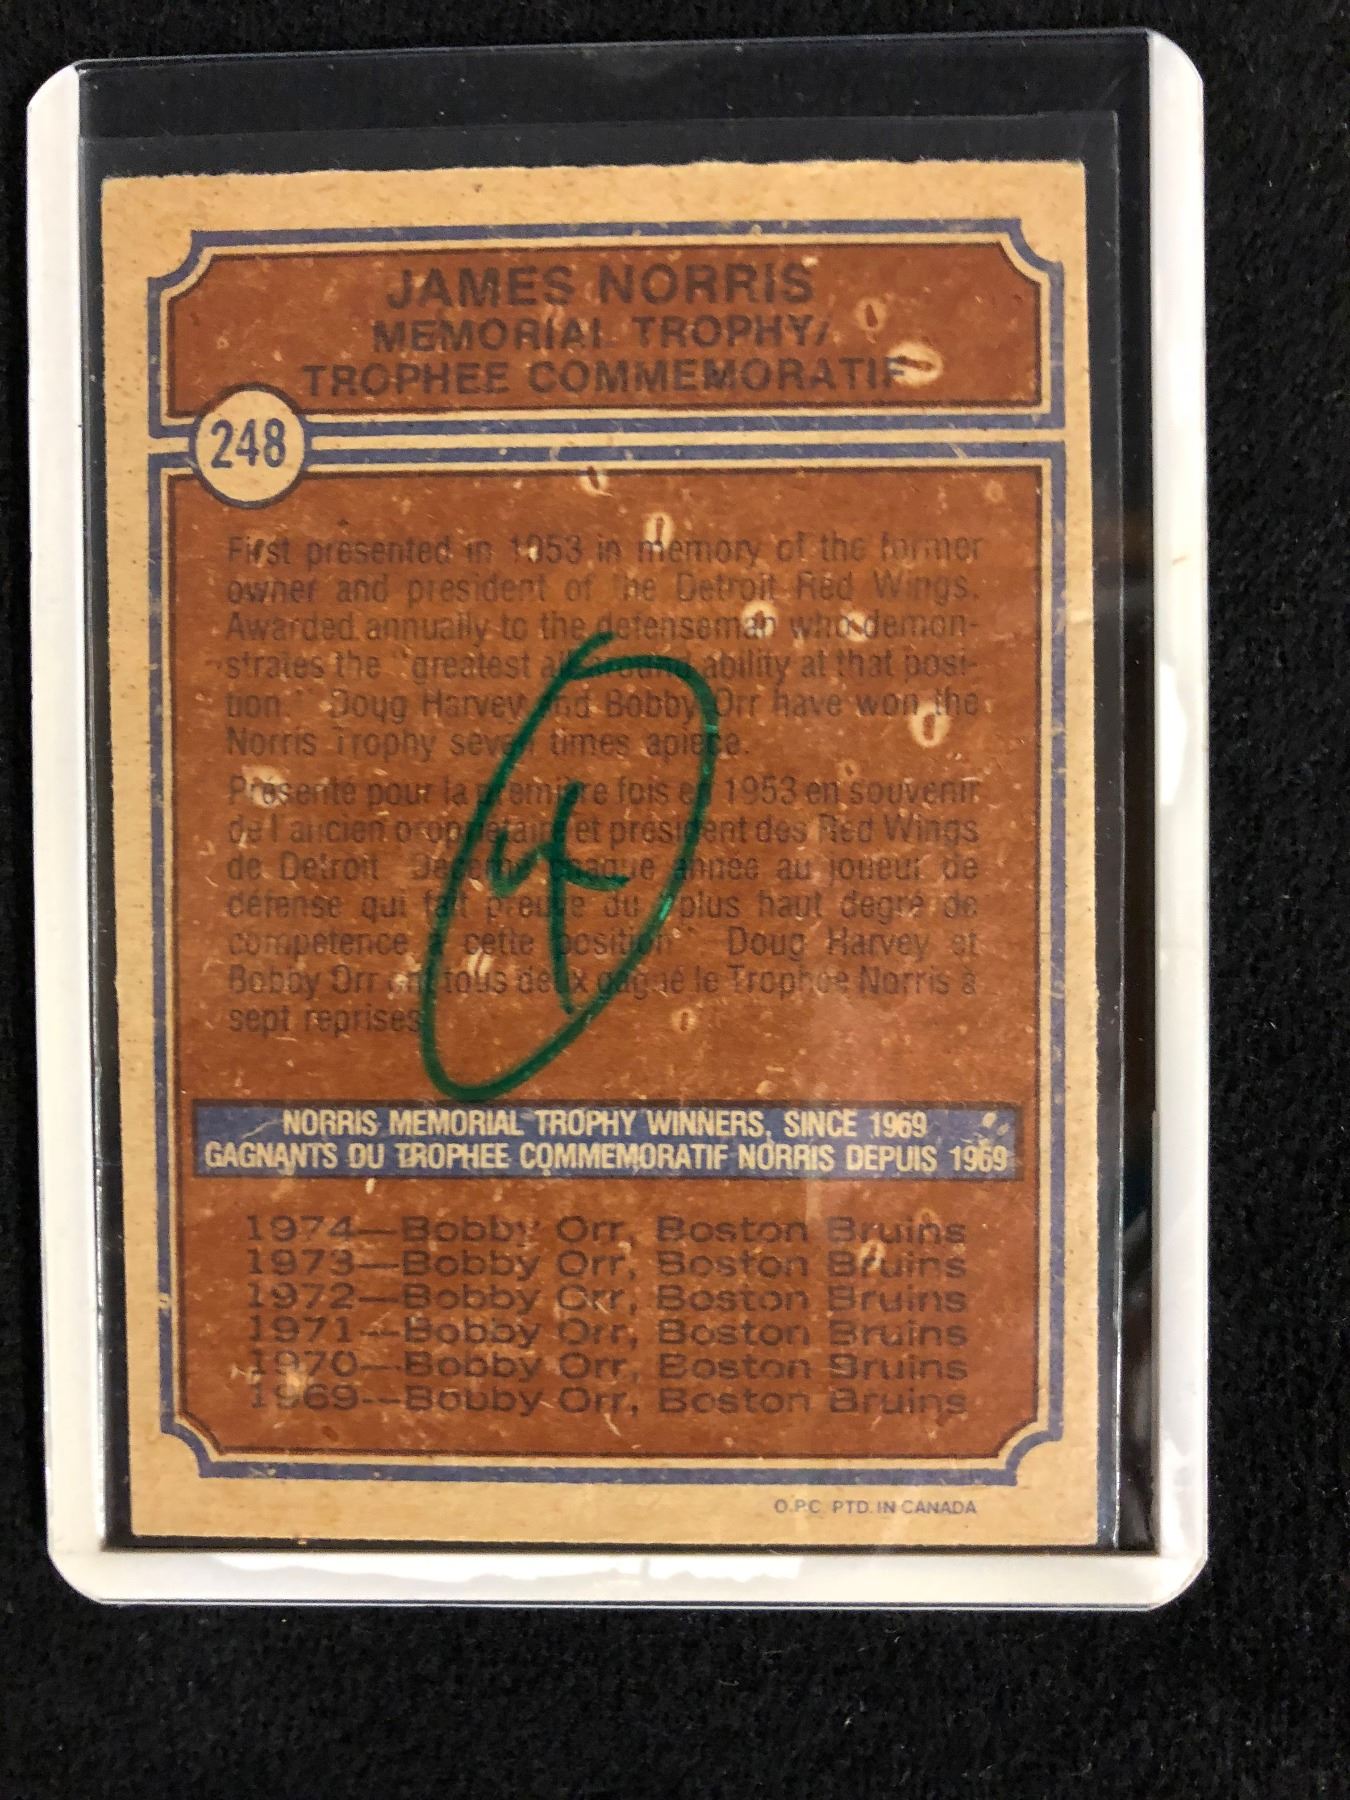 JAMES NORRIS
MEMORIAL TROPHY/
TROPHEE COMMEMORATIF
248
First presented in 1953 in memory of the former
owner and president of the Detroit Red Wings.
Awarded annually to the defenseman who demon-
strates the "greatest all around ability at that posi-
tion." Doug Harvey and Bobby Orr have won the
Norris Trophy seven times apiece.
Présenté pour la première fois en 1953 en souvenir
de l'ancien propriétaire et président des Red Wings
de Detroit. Décerné chaque année au joueur de
défense qui fait preuve du "plus haut degré de
compétence à cette position" Doug Harvey et
Bobby Orr ont tous deux gagné le Trophée Norris à
sept reprises
4
NORRIS MEMORIAL TROPHY WINNERS, SINCE 1969
GAGNANTS DU TROPHEE COMMEMORATIF NORRIS DEPUIS 1969
1974—Bobby Orr, Boston Bruins
1973—Bobby Orr, Boston Bruins
1972—Bobby Orr, Boston Bruins
1971—Bobby Orr, Boston Bruins
1970—Bobby Orr, Boston Bruins
1969—Bobby Orr, Boston Bruins
O.P.C. PTD. IN CANADA